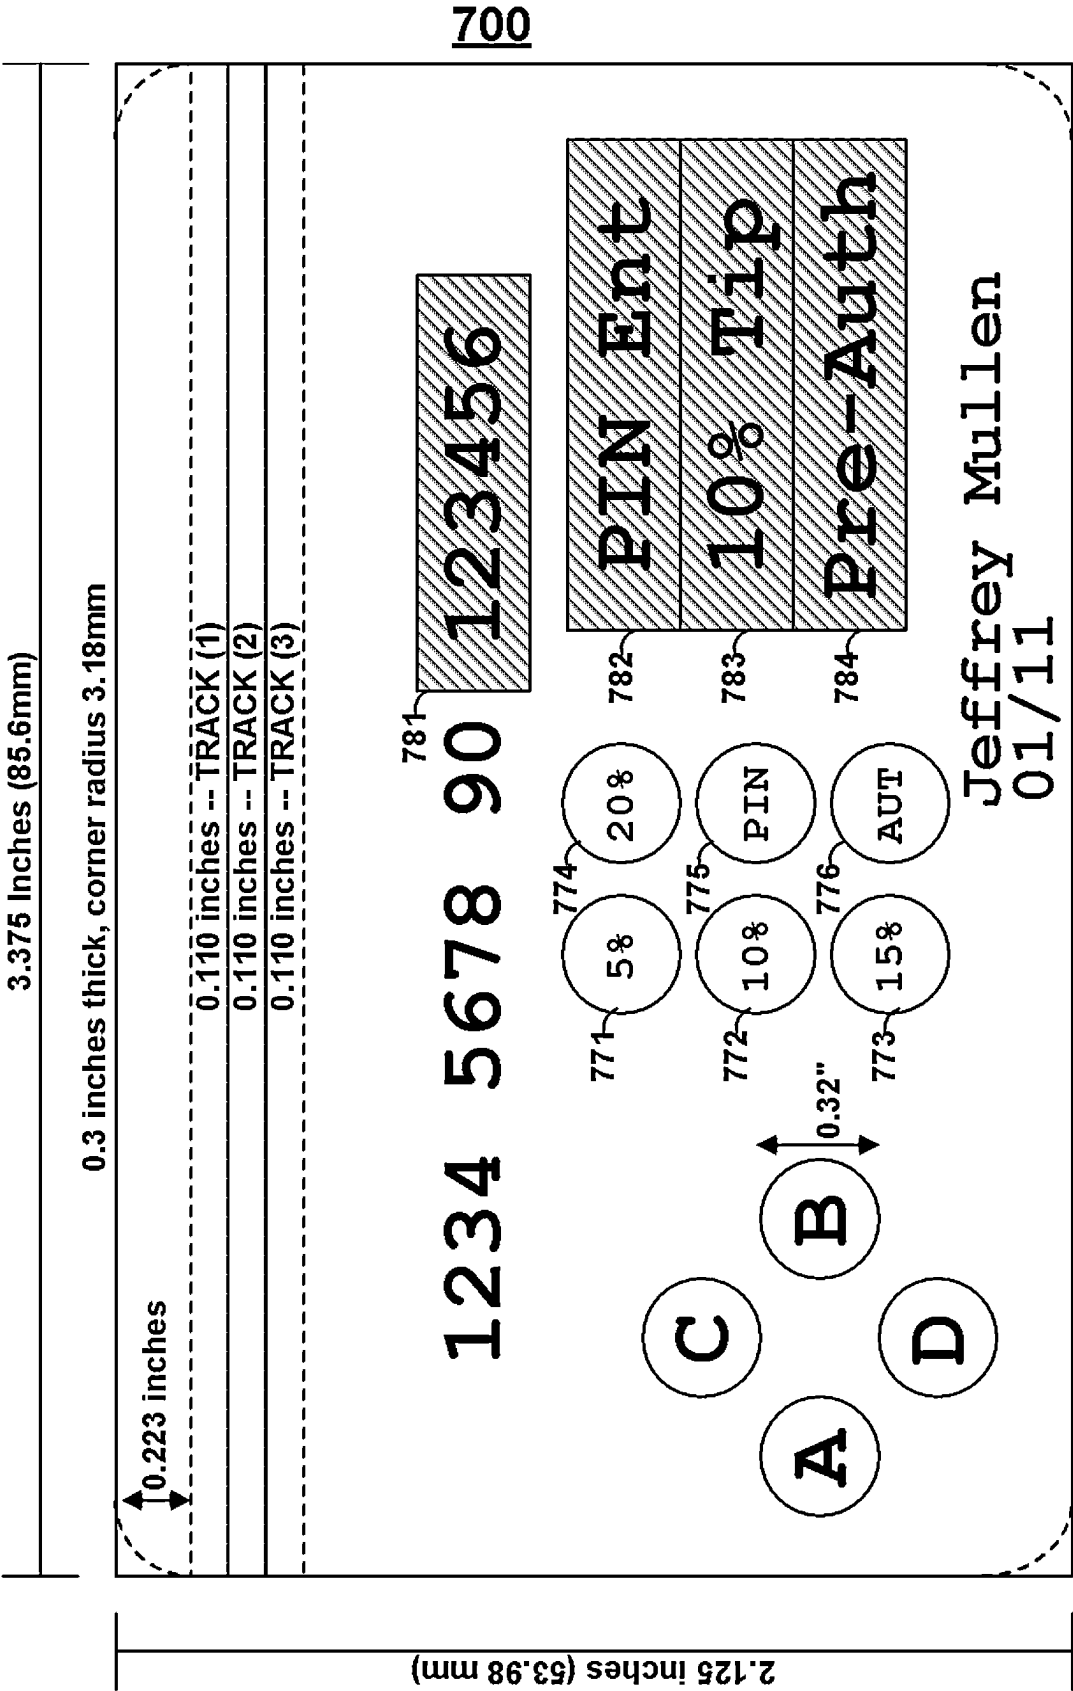 700
3.375 Inches (85.6mm)
0.3 inches thick, corner radius 3.18mm
0.223 inches
0.110 inches -- TRACK (1)
0.110 inches -- TRACK (2)
0.110 inches -- TRACK (3)
2.125 inches (53.98 mm)
781
1234 5678 90 123456
C
A
B
D
0.32"
771
5%
774
20%
772
10%
775
PIN
773
15%
776
AUT
782
PIN Ent
783
10% Tip
784
Pre-Auth
Jeffrey Mullen
01/11